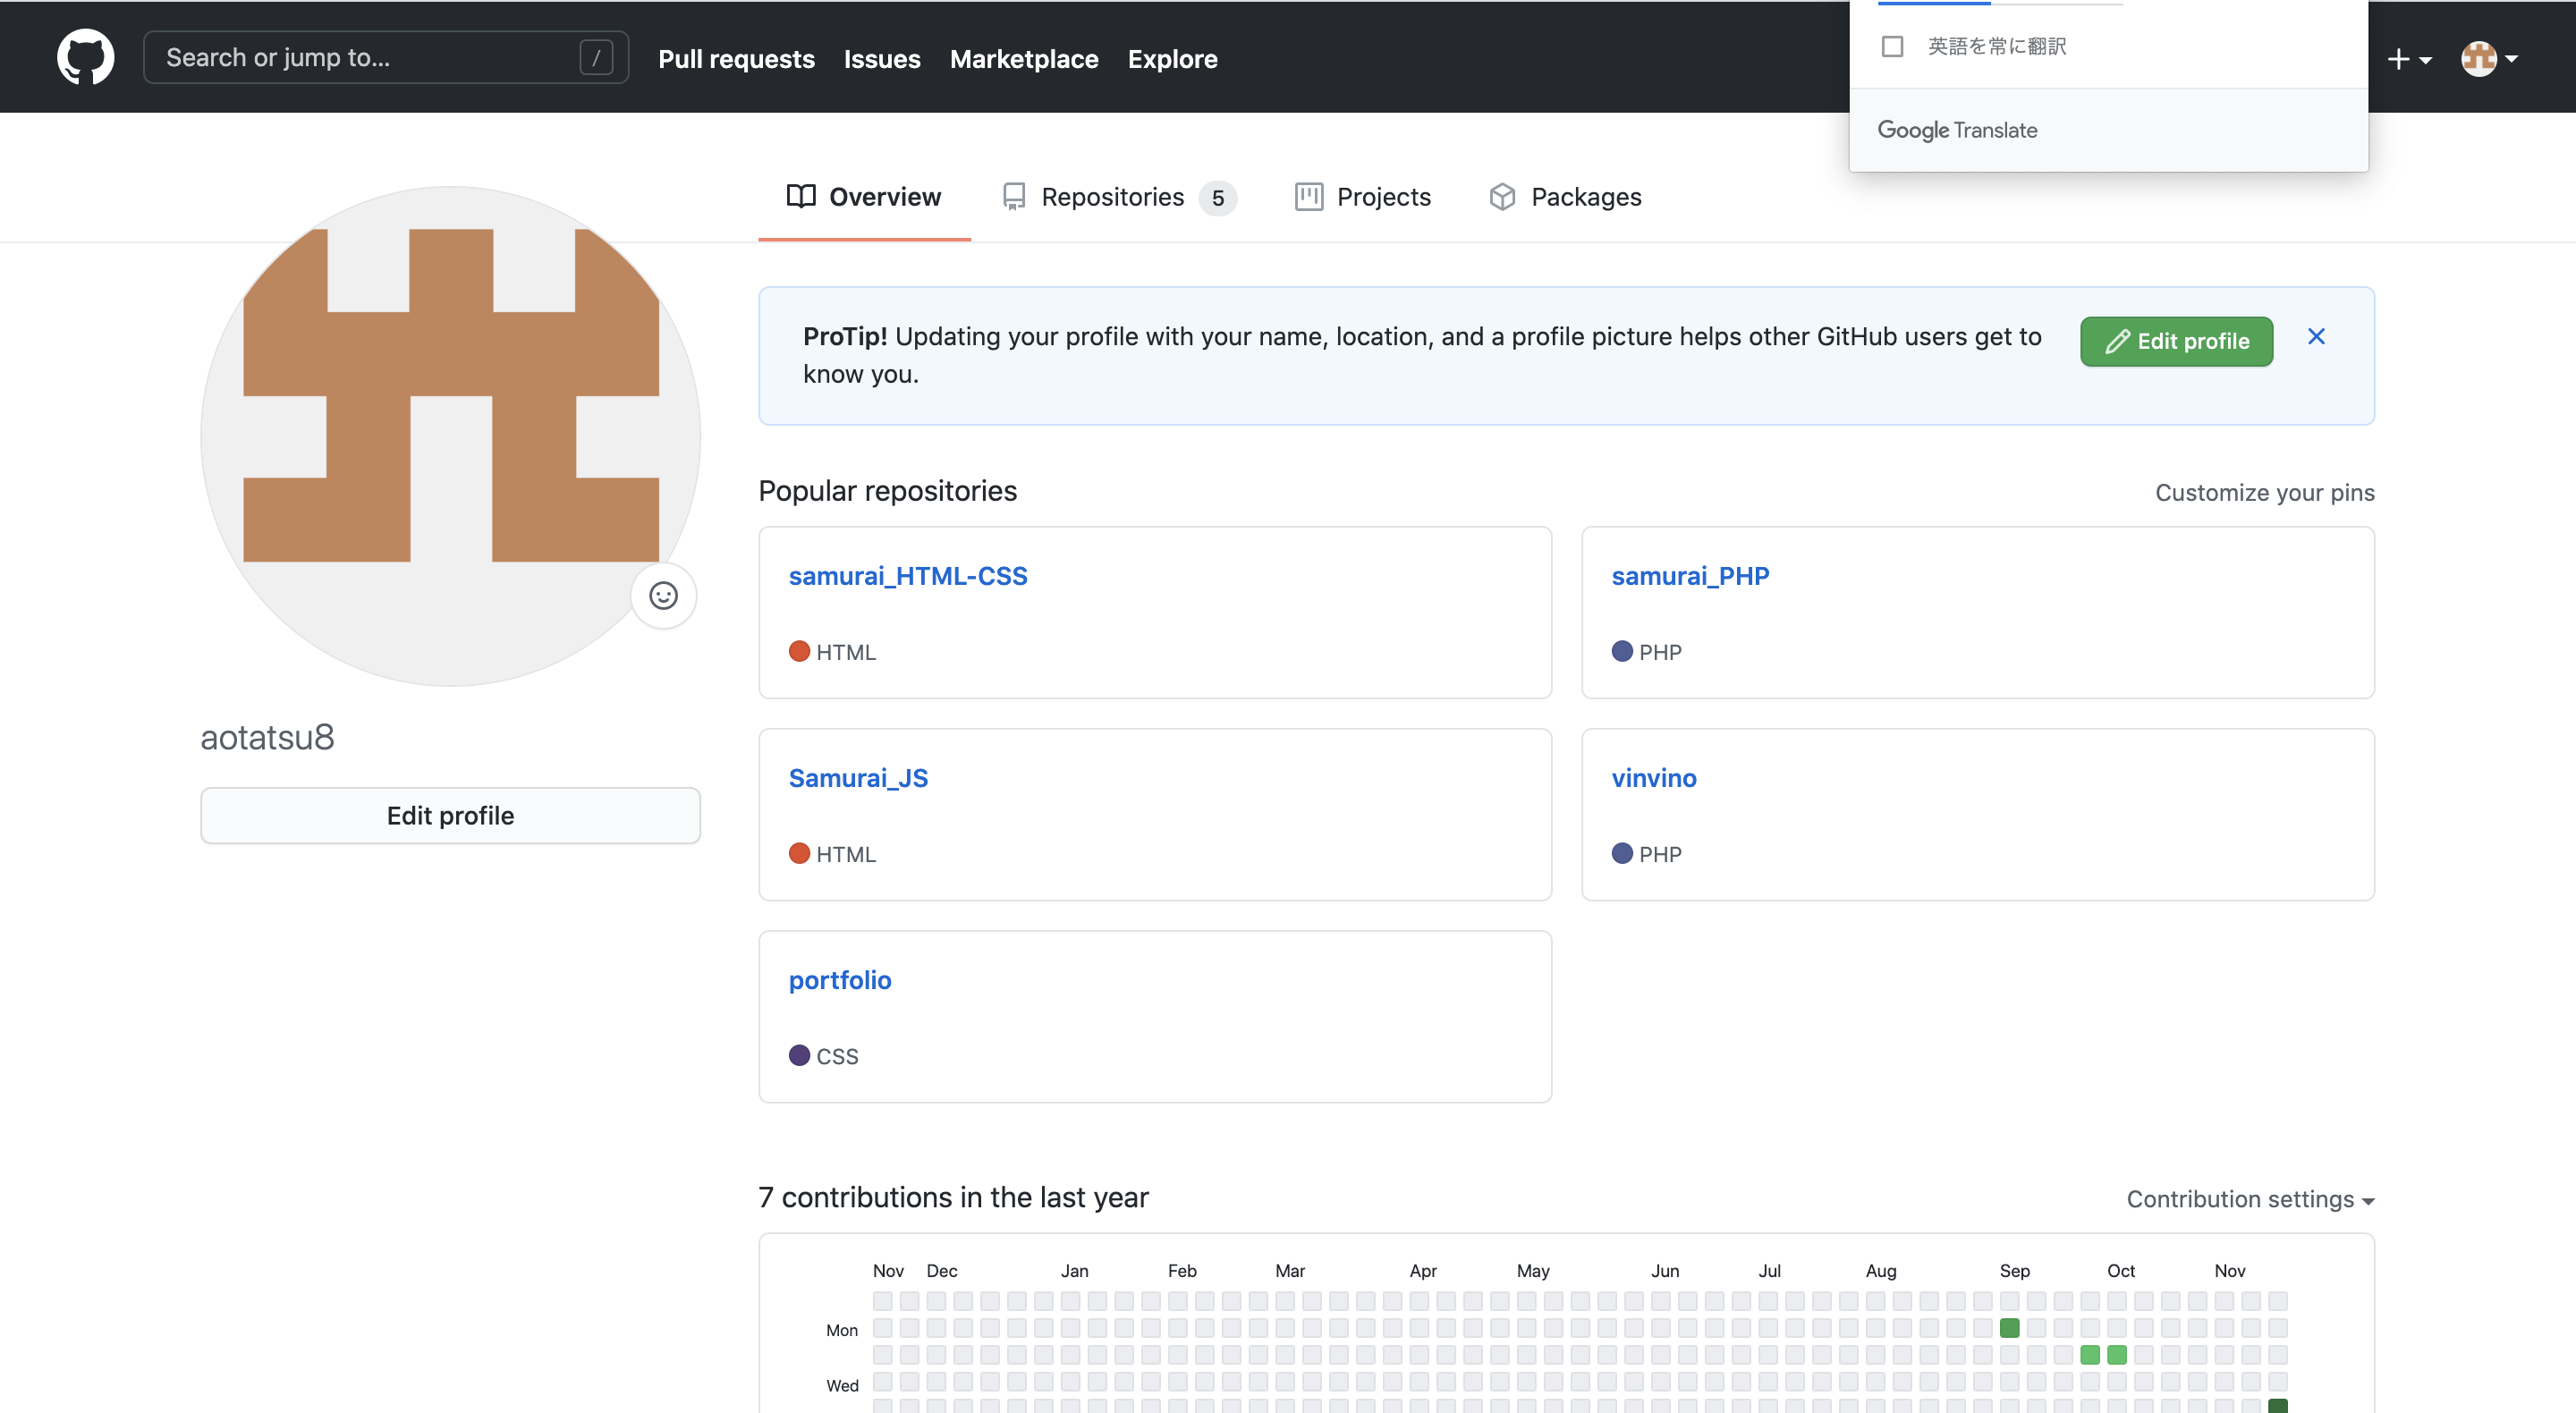 Search or jump to...
/
Pull requests
Issues
Marketplace
Explore
英語を常に翻訳
Google Translate
Overview
Repositories 5
Projects
Packages
ProTip! Updating your profile with your name, location, and a profile picture helps other GitHub users get to
know you.
Edit profile
aotatsu8
Edit profile
Popular repositories
Customize your pins
samurai_HTML-CSS
HTML
samurai_PHP
PHP
Samurai_JS
HTML
vinvino
PHP
portfolio
CSS
7 contributions in the last year
Contribution settings
Nov Dec Jan Feb Mar Apr May Jun Jul Aug Sep Oct Nov
Mon
Wed